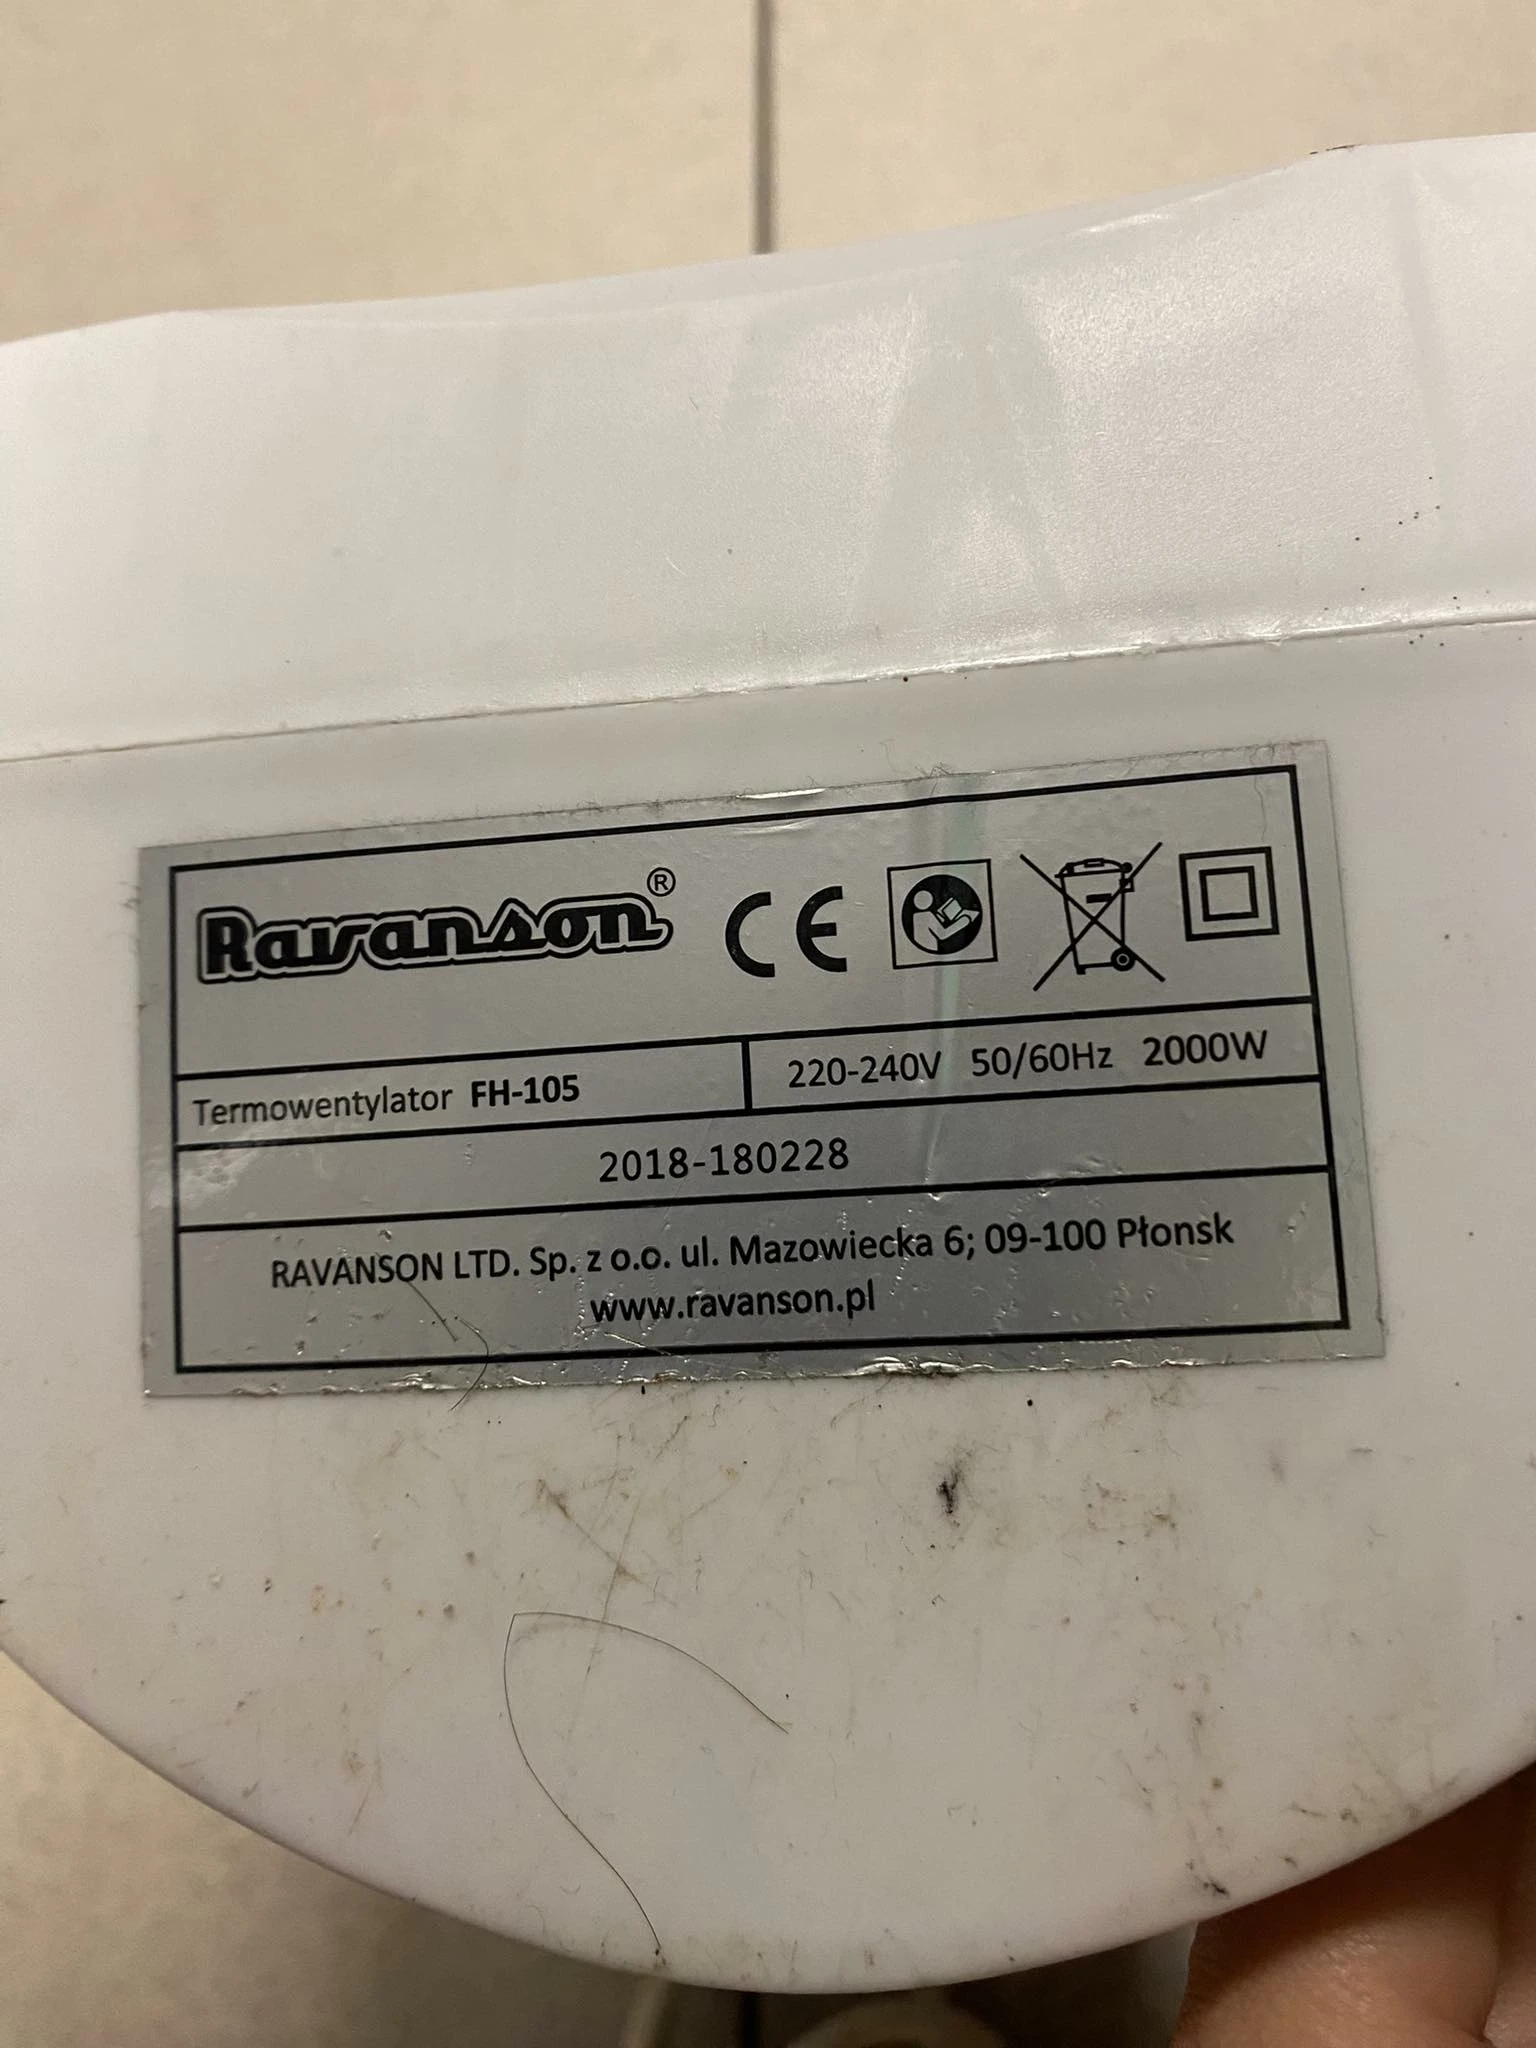 Ravanson®
CE
Termowentylator FH-105
220-240V 50/60Hz 2000W
2018-180228
RAVANSON LTD. Sp. z o.o. ul. Mazowiecka 6; 09-100 Płonsk
www.ravanson.pl